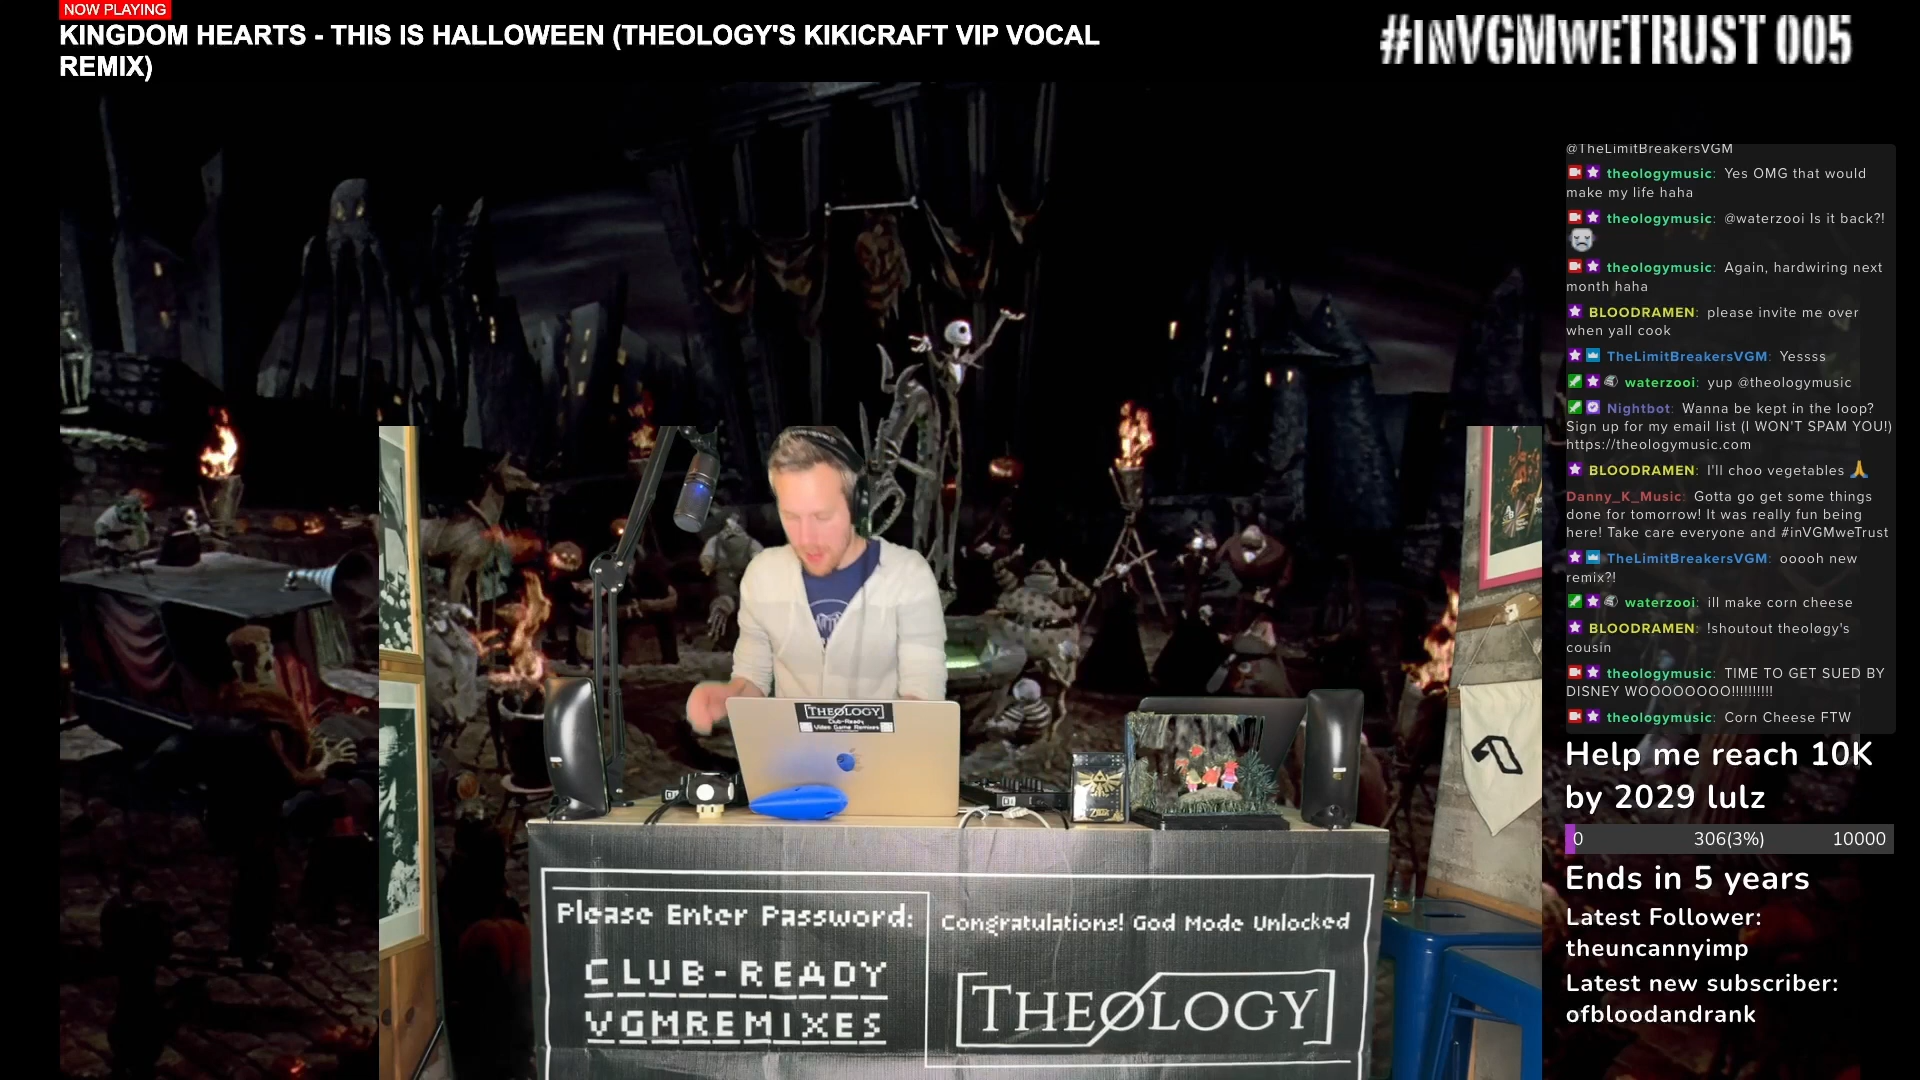 NOW PLAYING
KINGDOM HEARTS - THIS IS HALLOWEEN (THEOLOGY'S KIKICRAFT VIP VOCAL
REMIX)
#INVGMWETRUST 005
@TheLimitBreakersVGM
theologymusic: Yes OMG that would
make my life haha
theologymusic: @waterzooi Is it back?!
theologymusic: Again, hardwiring next
month haha
BLOODRAMEN: please invite me over
when yall cook
TheLimitBreakersVGM: Yessss
waterzooi: yup @theologymusic
Nightbot: Wanna be kept in the loop?
Sign up for my email list (I WON'T SPAM YOU!)
https://theologymusic.com
BLOODRAMEN: I'll choo vegetables 🙏
Danny_K_Music: Gotta go get some things
done for tomorrow! It was really fun being
here! Take care everyone and #inVGMweTrust
TheLimitBreakersVGM: ooooh new
remix?!
waterzooi: ill make corn cheese
BLOODRAMEN: !shoutout theoløgy's
cousin
theologymusic: TIME TO GET SUED BY
DISNEY WOOOOOOOO!!!!!!!!!!
theologymusic: Corn Cheese FTW
Help me reach 10K
by 2029 lulz
0 306(3%) 10000
Ends in 5 years
Latest Follower:
theuncannyimp
Latest new subscriber:
ofbloodandrank
THEØLOGY
Club-Ready
Video Game Remixes
Please Enter Password:
CLUB-READY
VGMREMIXES
Congratulations! God Mode Unlocked
THEØLOGY